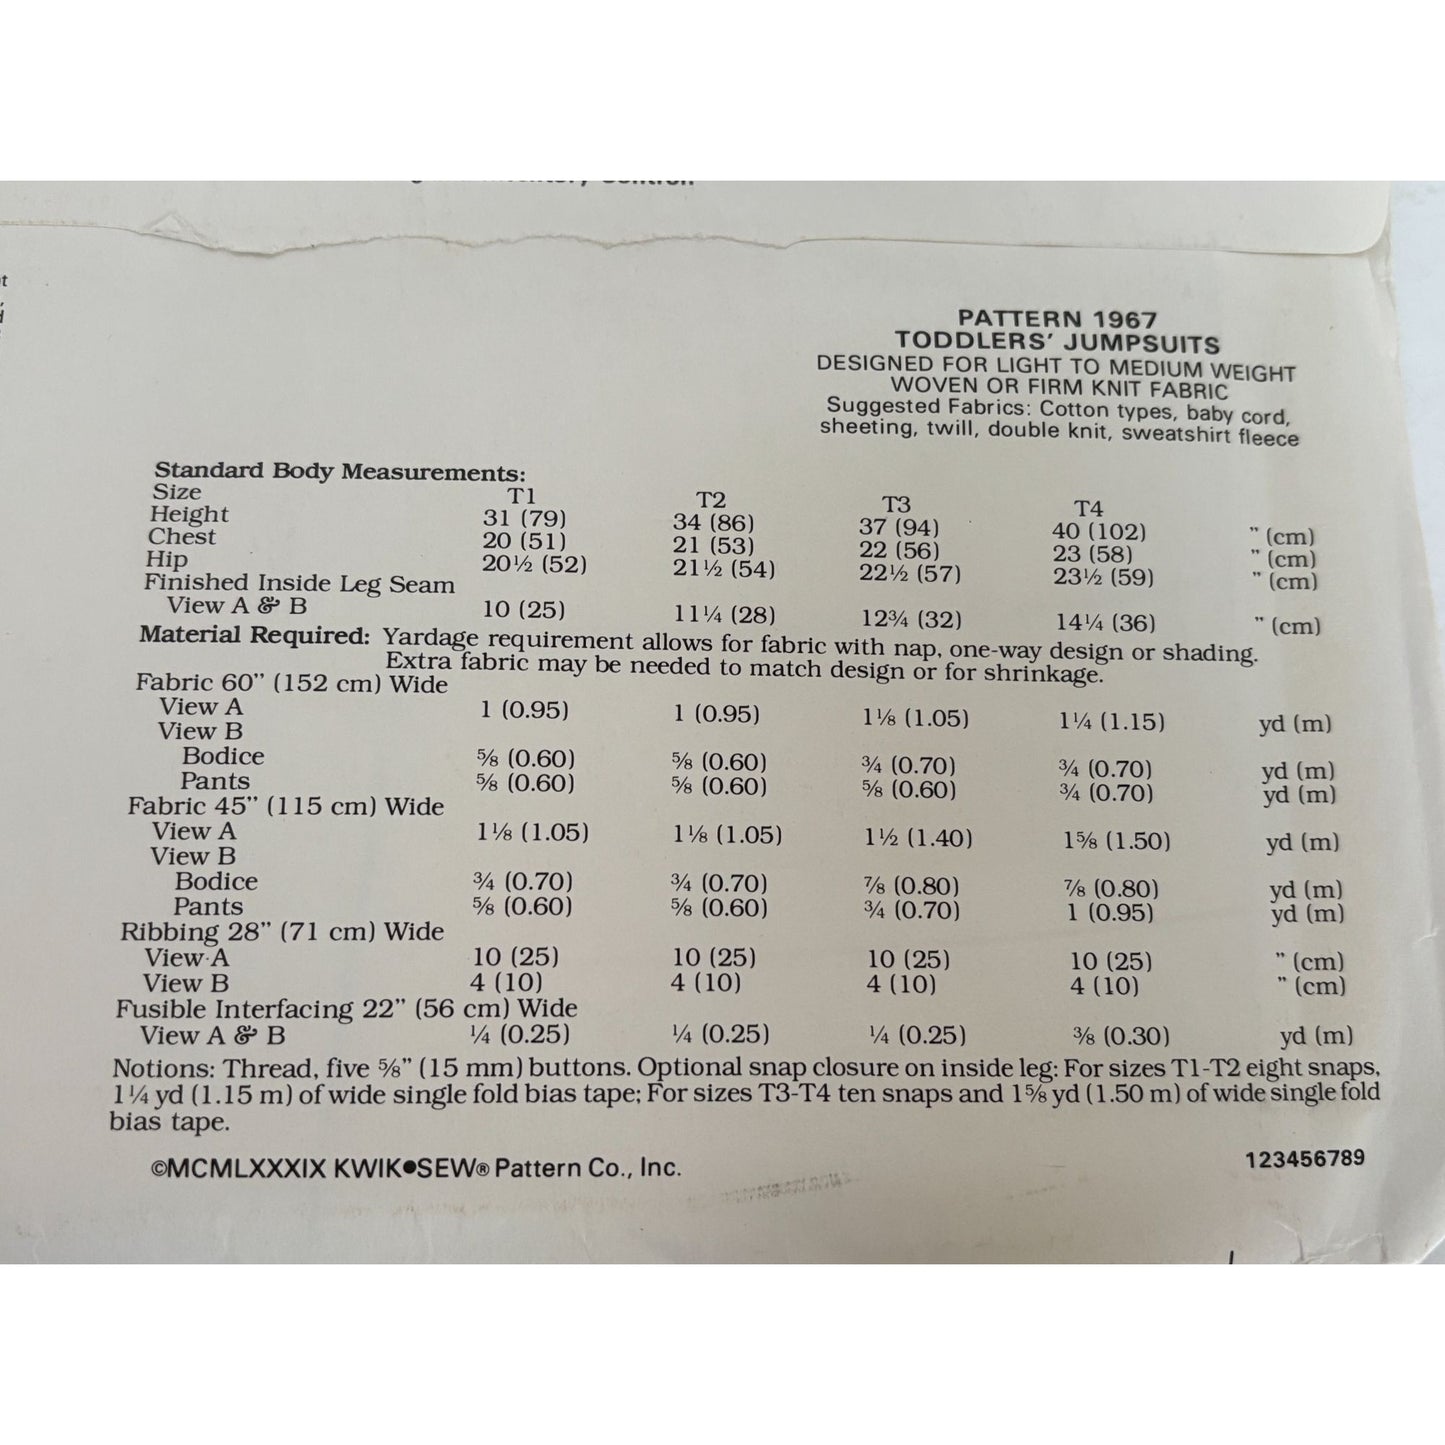 Control.
PATTERN 1967
TODDLERS' JUMPSUITS
DESIGNED FOR LIGHT TO MEDIUM WEIGHT
WOVEN OR FIRM KNIT FABRIC
Suggested Fabrics: Cotton types, baby cord,
sheeting, twill, double knit, sweatshirt fleece
Standard Body Measurements:
Size T1 T2 T3 T4
Height 31 (79) 34 (86) 37 (94) 40 (102) " (cm)
Chest 20 (51) 21 (53) 22 (56) 23 (58) " (cm)
Hip 20½ (52) 21½ (54) 22½ (57) 23½ (59) " (cm)
Finished Inside Leg Seam
View A & B 10 (25) 11¼ (28) 12¾ (32) 14¼ (36) " (cm)
Material Required: Yardage requirement allows for fabric with nap, one-way design or shading.
Extra fabric may be needed to match design or for shrinkage.
Fabric 60" (152 cm) Wide
View A 1 (0.95) 1 (0.95) 1⅛ (1.05) 1¼ (1.15) yd (m)
View B
Bodice ⅝ (0.60) ⅝ (0.60) ¾ (0.70) ¾ (0.70) yd (m)
Pants ⅝ (0.60) ⅝ (0.60) ⅝ (0.60) ¾ (0.70) yd (m)
Fabric 45" (115 cm) Wide
View A 1⅛ (1.05) 1⅛ (1.05) 1½ (1.40) 1⅝ (1.50) yd (m)
View B
Bodice ¾ (0.70) ¾ (0.70) ⅞ (0.80) ⅞ (0.80) yd (m)
Pants ⅝ (0.60) ⅝ (0.60) ¾ (0.70) 1 (0.95) yd (m)
Ribbing 28" (71 cm) Wide
View A 10 (25) 10 (25) 10 (25) 10 (25) " (cm)
View B 4 (10) 4 (10) 4 (10) 4 (10) " (cm)
Fusible Interfacing 22" (56 cm) Wide
View A & B ¼ (0.25) ¼ (0.25) ¼ (0.25) ⅜ (0.30) yd (m)
Notions: Thread, five ⅝" (15 mm) buttons. Optional snap closure on inside leg: For sizes T1-T2 eight snaps,
1¼ yd (1.15 m) of wide single fold bias tape; For sizes T3-T4 ten snaps and 1⅝ yd (1.50 m) of wide single fold
bias tape.
©MCMLXXXIX KWIK•SEW® Pattern Co., Inc.
123456789